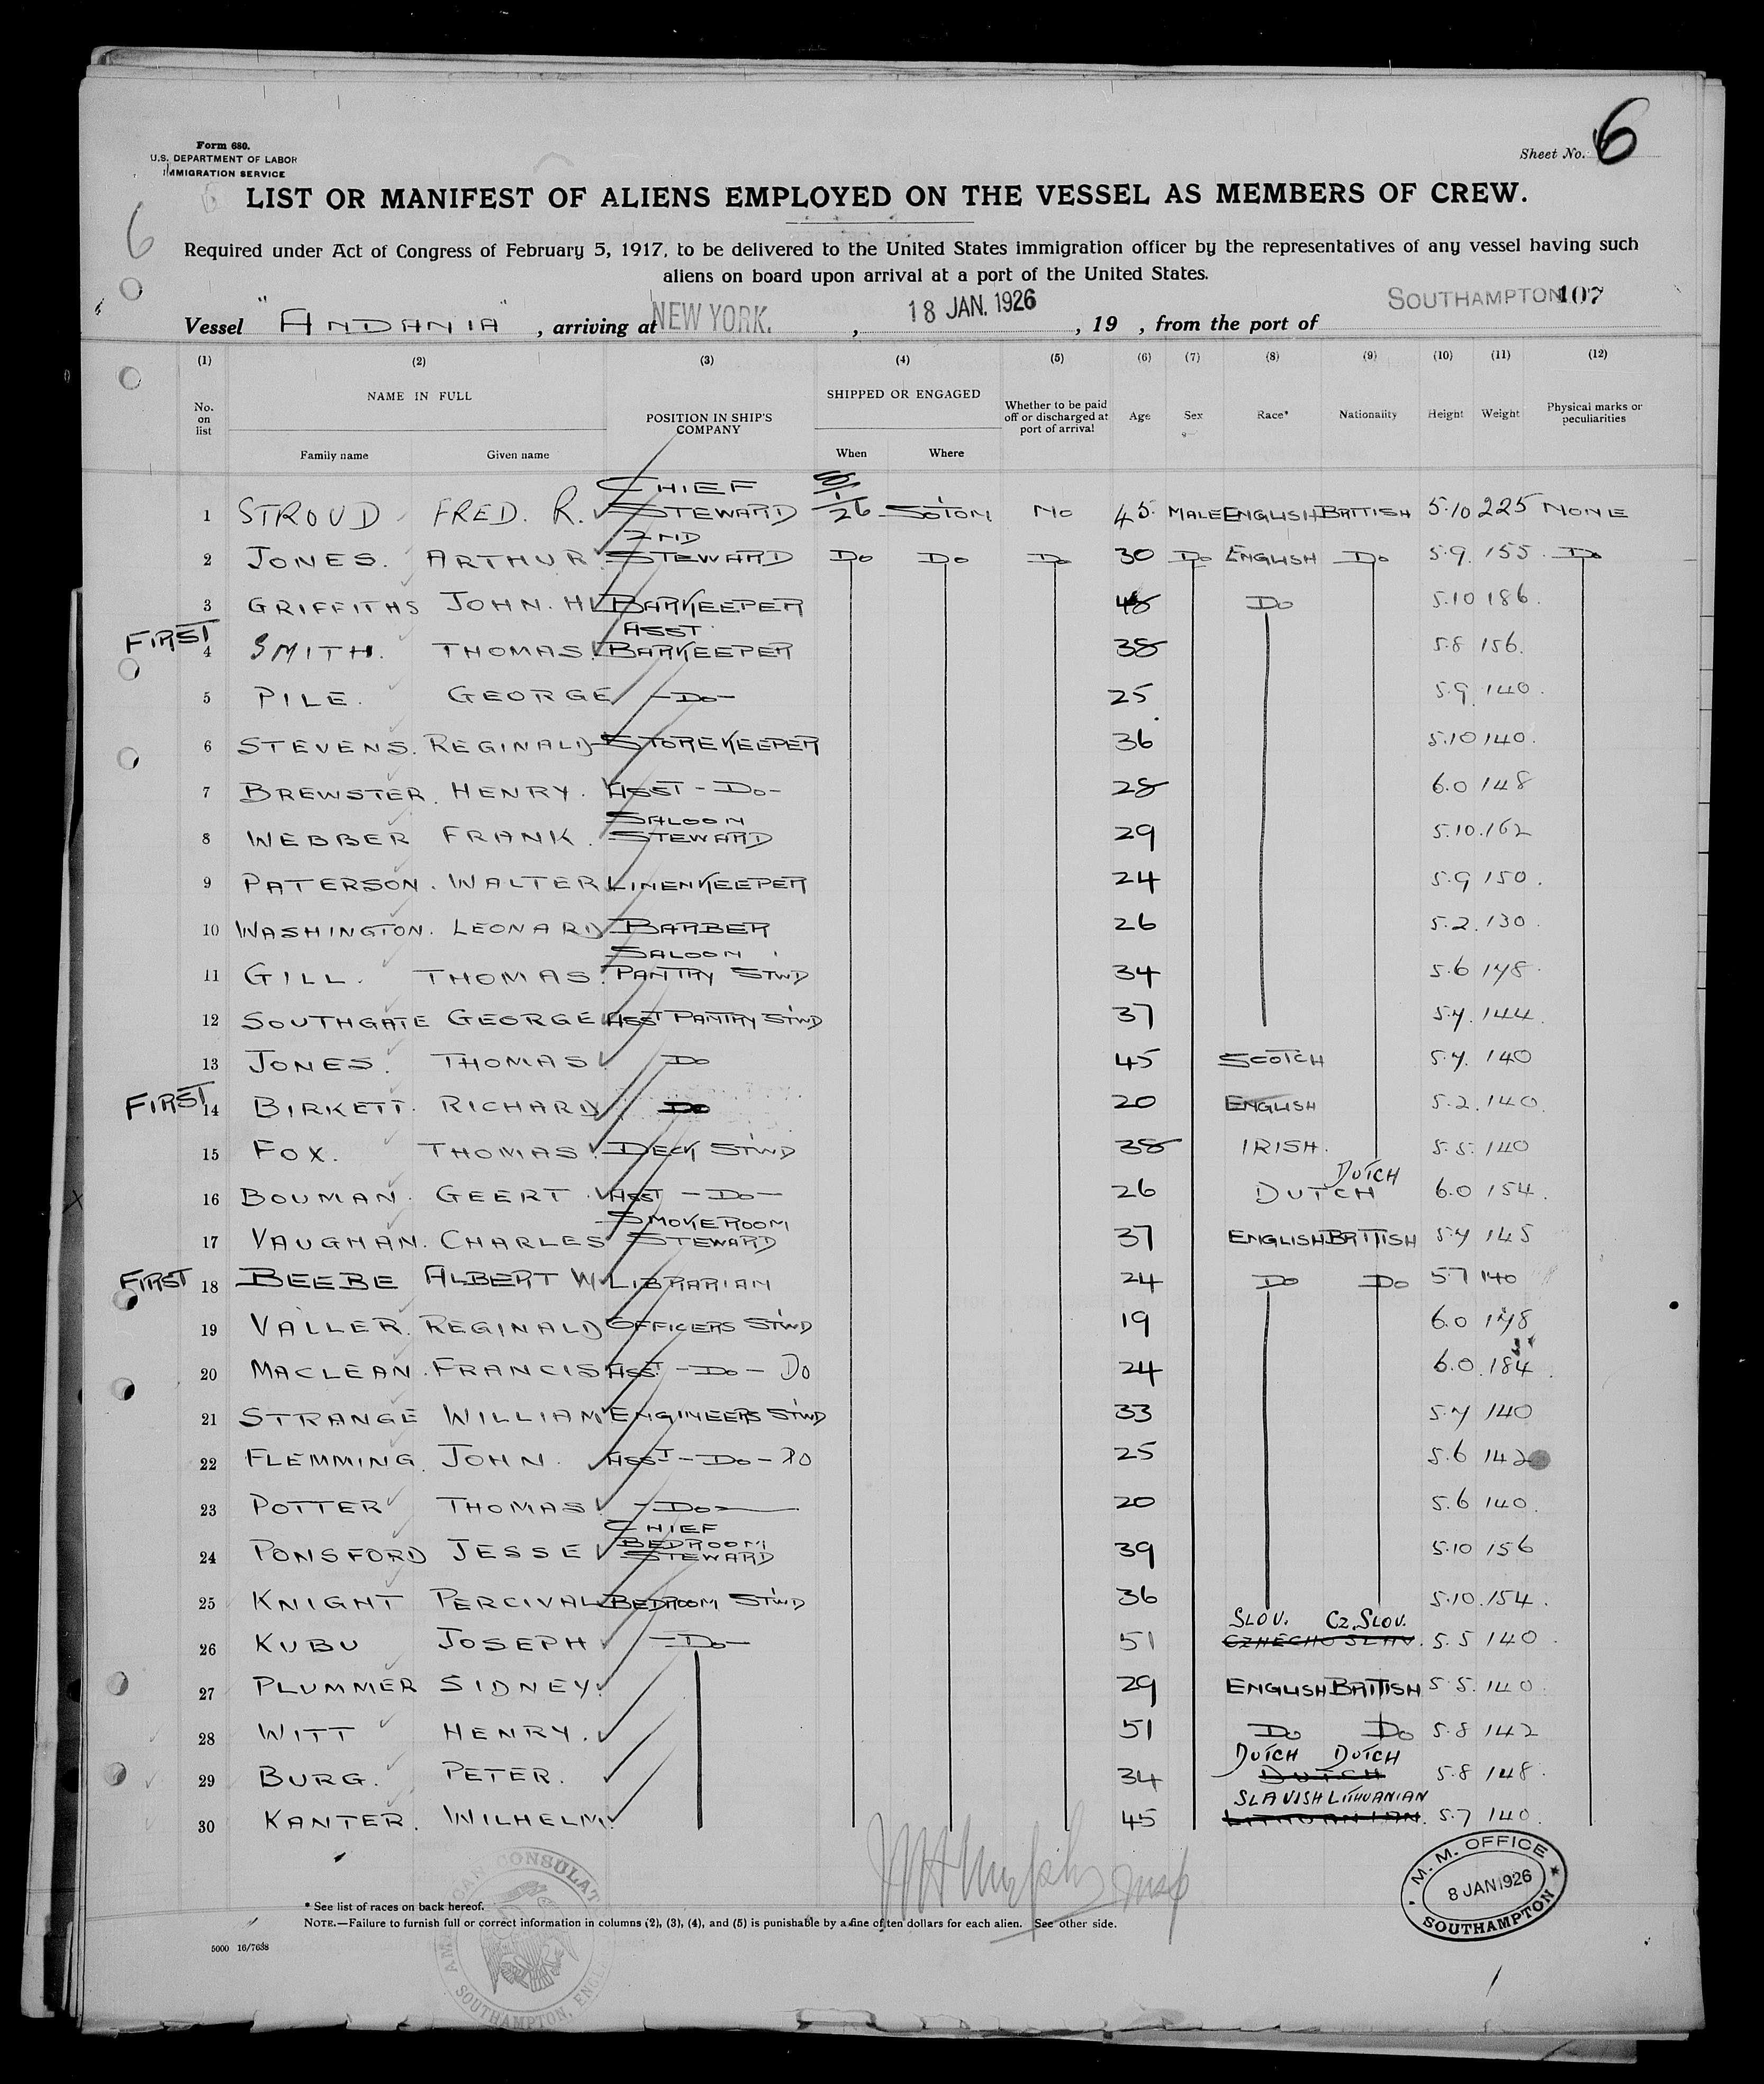 Form 680.
U.S. DEPARTMENT OF LABOR
IMMIGRATION SERVICE
Sheet No. 6
6
LIST OR MANIFEST OF ALIENS EMPLOYED ON THE VESSEL AS MEMBERS OF CREW.
Required under Act of Congress of February 5, 1917, to be delivered to the United States immigration officer by the representatives of any vessel having such
aliens on board upon arrival at a port of the United States.
Vessel "ANDANIA", arriving at NEW YORK., 18 JAN. 1926, 19 , from the port of SOUTHAMPTON 107
(1) (2) (3) (4) (5) (6) (7) (8) (9) (10) (11) (12)
No. on list NAME IN FULL POSITION IN SHIP'S COMPANY SHIPPED OR ENGAGED Whether to be paid off or discharged at port of arrival Age Sex Race* Nationality Height Weight Physical marks or peculiarities
Family name Given name When Where
1 STROUD FRED. R. CHIEF STEWARD 26 SOTON NO 45 MALE ENGLISH BRITISH 5.10 225 NONE
2 JONES. ARTHUR 2ND STEWARD DO DO DO 30 DO ENGLISH DO 5.9. 155. DO
3 GRIFFITHS JOHN. H. BARKEEPER DO 5.10 186.
FIRST 4 SMITH. THOMAS. ASST. BARKEEPER 38 5.8 156.
5 PILE. GEORGE -DO- 25 5.9. 140.
6 STEVENS. REGINALD STOREKEEPER 36 5.10 140.
7 BREWSTER. HENRY. ASST -DO- 28 6.0 148
8 WEBBER FRANK. SALOON STEWARD 29 5.10. 162
9 PATERSON. WALTER LINENKEEPER 24 5.9 150.
10 WASHINGTON. LEONARD BARBER 26 5.2. 130.
11 GILL. THOMAS. SALOON PANTRY STWD 34 5.6 148.
12 SOUTHGATE GEORGE ASST PANTRY STWD 37 5.4. 144.
13 JONES. THOMAS DO 45 SCOTCH 5.4. 140
FIRST 14 BIRKETT. RICHARD DO 20 ENGLISH 5.2. 140.
15 FOX. THOMAS. DECK STWD 38 IRISH. 5.5. 140
16 BOUMAN. GEERT. ASST -DO- 26 DUTCH DUTCH 6.0 154.
17 VAUGHAN. CHARLES SMOKEROOM STEWARD 37 ENGLISH BRITISH 5.4 145
FIRST 18 BEEBE ALBERT W LIBRARIAN 24 DO DO 5 7 140
19 VALLER. REGINALD OFFICERS STWD 19 6.0 148
20 MACLEAN. FRANCIS ASST -DO- DO 24 6.0. 184.
21 STRANGE WILLIAM ENGINEERS STWD 33 5.4 140
22 FLEMMING. JOHN. ASST -DO- DO 25 5.6 142
23 POTTER THOMAS. -DO- 20 5.6 140.
24 PONSFORD JESSE CHIEF BEDROOM STEWARD 39 5.10 156
25 KNIGHT PERCIVAL BEDROOM STWD 36 5.10. 154.
26 KUBU JOSEPH -DO- 51 SLOV. CZ. SLOV. CZHECHO SLAV. 5.5 140.
27 PLUMMER SIDNEY. 29 ENGLISH BRITISH 5 5. 140.
28 WITT HENRY. 51 DO DO 5.8 142
29 BURG. PETER. 34 DUTCH DUTCH DUTCH 5.8 148.
30 KANTER. WILHELM. 45 SLAVISH LITHUANIAN LITHUANIAN. 5.7 140.
AMERICAN CONSULAT
SOUTHAMPTON, ENGL
M. M. OFFICE
8 JAN 1926
SOUTHAMPTON
* See list of races on back hereof.
NOTE.—Failure to furnish full or correct information in columns (2), (3), (4), and (5) is punishable by a fine of ten dollars for each alien. See other side.
5000 16/7638